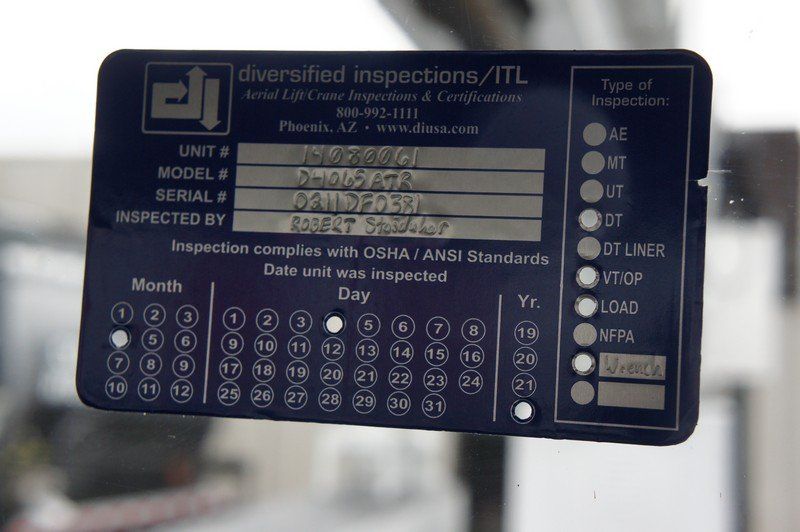 diversified inspections/ITL
Aerial Lift/Crane Inspections & Certifications
800-992-1111
Phoenix, AZ • www.diusa.com
UNIT # 14080061
MODEL # D4065ATR
SERIAL # 0311DF0381
INSPECTED BY ROBERT
Inspection complies with OSHA / ANSI Standards
Date unit was inspected
Month
1 2 3
5 6
7 8 9
10 11 12
Day
1 2 3 5 6 7 8
9 10 11 12 14 15 16
17 18 19 20 21 22 23 24
25 26 27 28 29 30 31
Yr.
19
20
21
Type of
Inspection:
AE
MT
UT
DT
DT LINER
VT/OP
LOAD
NFPA
Wrench